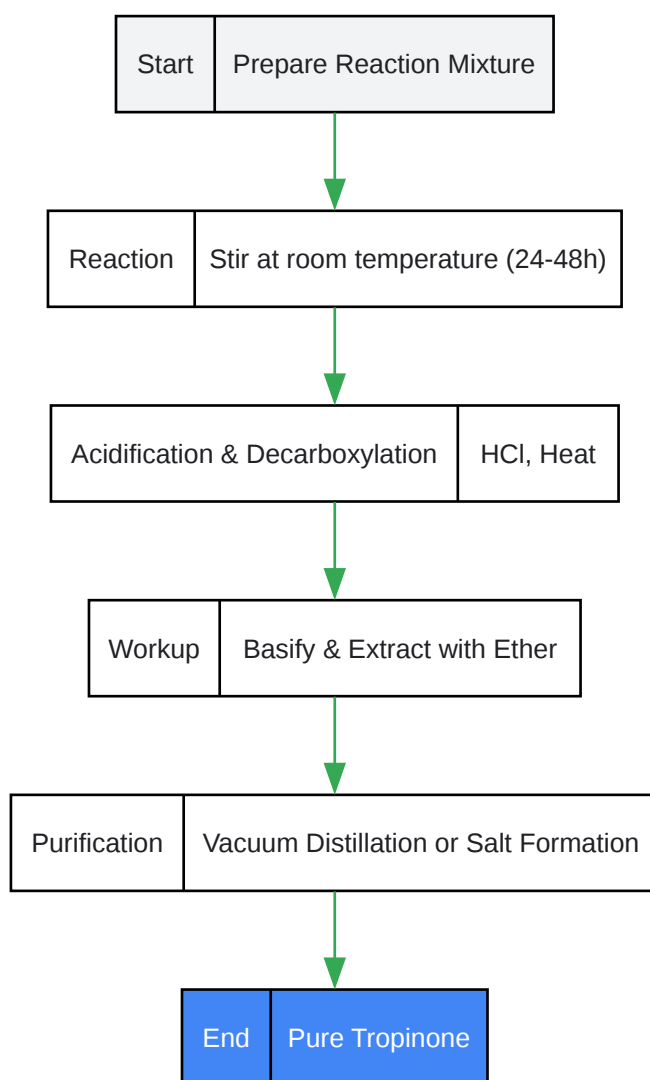 Start Prepare Reaction Mixture
Reaction Stir at room temperature (24-48h)
Acidification & Decarboxylation HCl, Heat
Workup Basify & Extract with Ether
Purification Vacuum Distillation or Salt Formation
End Pure Tropinone